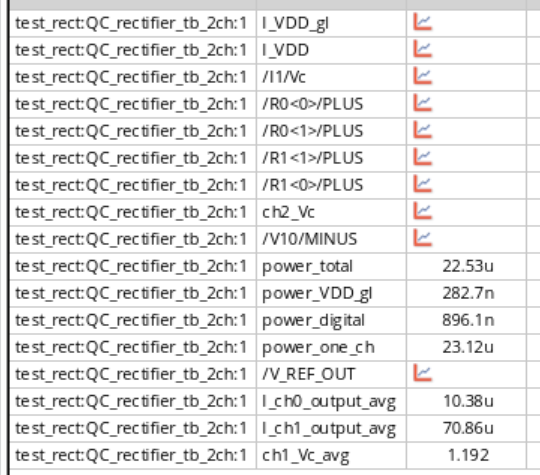 test_rect:QC_rectifier_tb_2ch:1 I_VDD_gl
test_rect:QC_rectifier_tb_2ch:1 I_VDD
test_rect:QC_rectifier_tb_2ch:1 /I1/Vc
test_rect:QC_rectifier_tb_2ch:1 /R0<0>/PLUS
test_rect:QC_rectifier_tb_2ch:1 /R0<1>/PLUS
test_rect:QC_rectifier_tb_2ch:1 /R1<1>/PLUS
test_rect:QC_rectifier_tb_2ch:1 /R1<0>/PLUS
test_rect:QC_rectifier_tb_2ch:1 ch2_Vc
test_rect:QC_rectifier_tb_2ch:1 /V10/MINUS
test_rect:QC_rectifier_tb_2ch:1 power_total 22.53u
test_rect:QC_rectifier_tb_2ch:1 power_VDD_gl 282.7n
test_rect:QC_rectifier_tb_2ch:1 power_digital 896.1n
test_rect:QC_rectifier_tb_2ch:1 power_one_ch 23.12u
test_rect:QC_rectifier_tb_2ch:1 /V_REF_OUT
test_rect:QC_rectifier_tb_2ch:1 I_ch0_output_avg 10.38u
test_rect:QC_rectifier_tb_2ch:1 I_ch1_output_avg 70.86u
test_rect:QC_rectifier_tb_2ch:1 ch1_Vc_avg 1.192